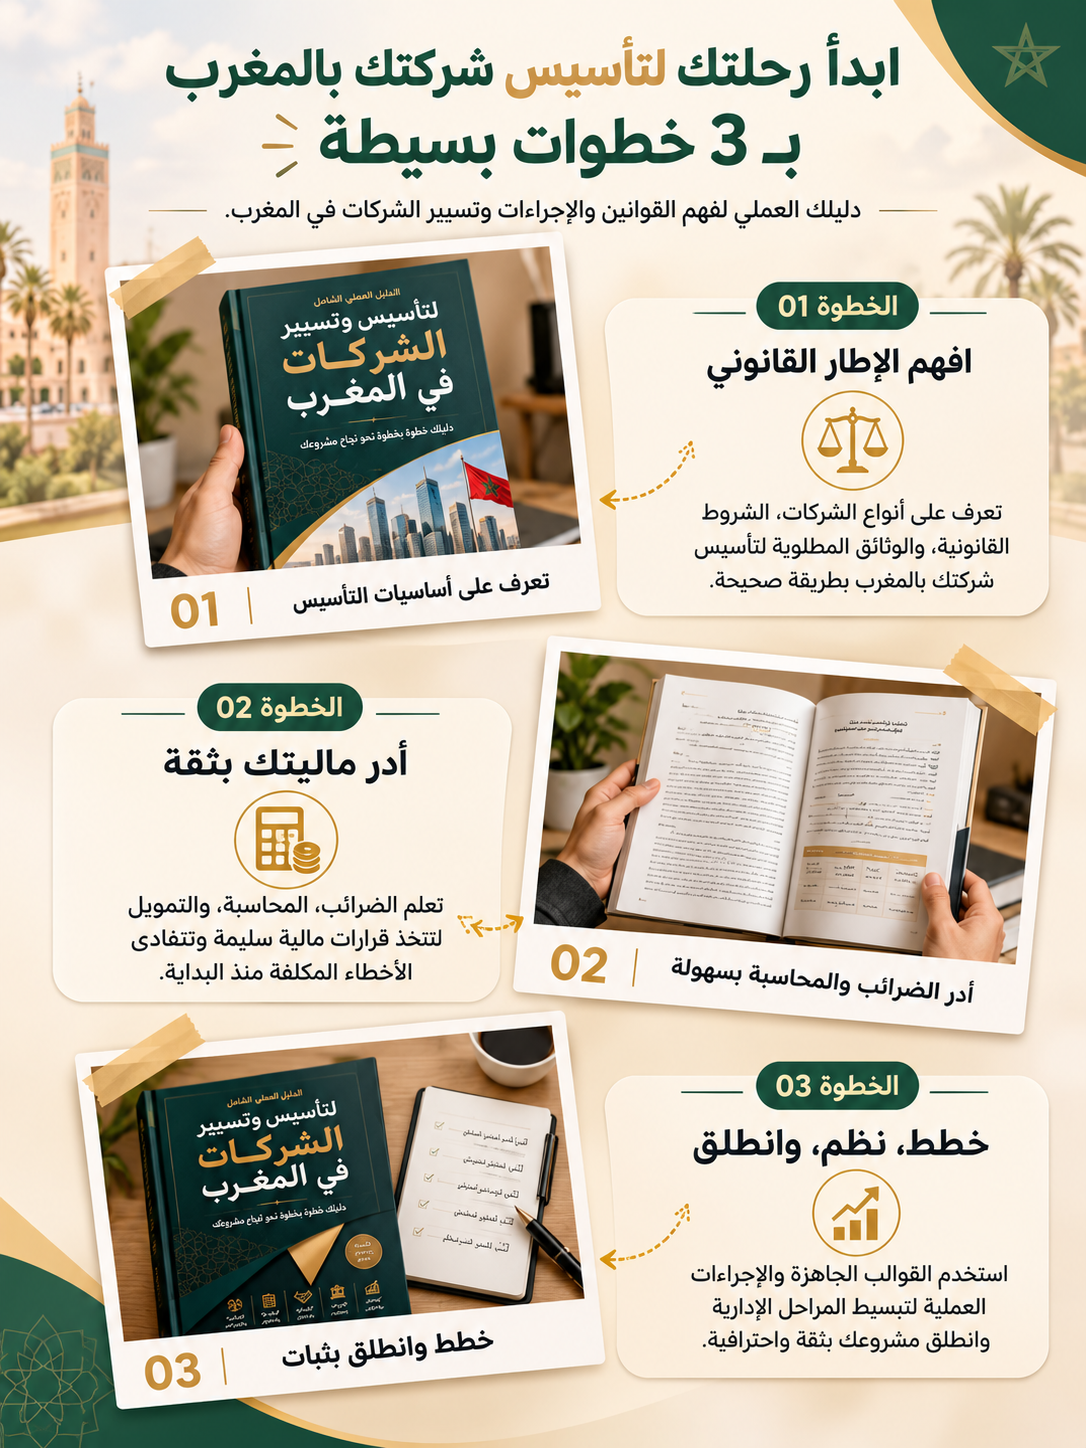 ابدأ رحلتك لتأسيس شركتك بالمغرب
بـ 3 خطوات بسيطة
دليلك العملي لفهم القوانين والإجراءات وتسيير الشركات في المغرب.
الدليل العملي الشامل
لتأسيس وتسيير
الشركات
في المغرب
دليلك خطوة بخطوة نحو نجاح مشروعك
01
تعرف على أساسيات التأسيس
الخطوة 01
افهم الإطار القانوني
تعرف على أنواع الشركات، الشروط
القانونية، والوثائق المطلوبة لتأسيس
شركتك بالمغرب بطريقة صحيحة.
الخطوة 02
أدر ماليتك بثقة
تعلم الضرائب، المحاسبة، والتمويل
لتتخذ قرارات مالية سليمة وتتفادى
الأخطاء المكلفة منذ البداية.
02
أدر الضرائب والمحاسبة بسهولة
الدليل العملي الشامل
لتأسيس وتسيير
الشركات
في المغرب
دليلك خطوة بخطوة نحو نجاح مشروعك
03
خطط وانطلق بثبات
الخطوة 03
خطط، نظم، وانطلق
استخدم القوالب الجاهزة والإجراءات
العملية لتبسيط المراحل الإدارية
وانطلق مشروعك بثقة واحترافية.